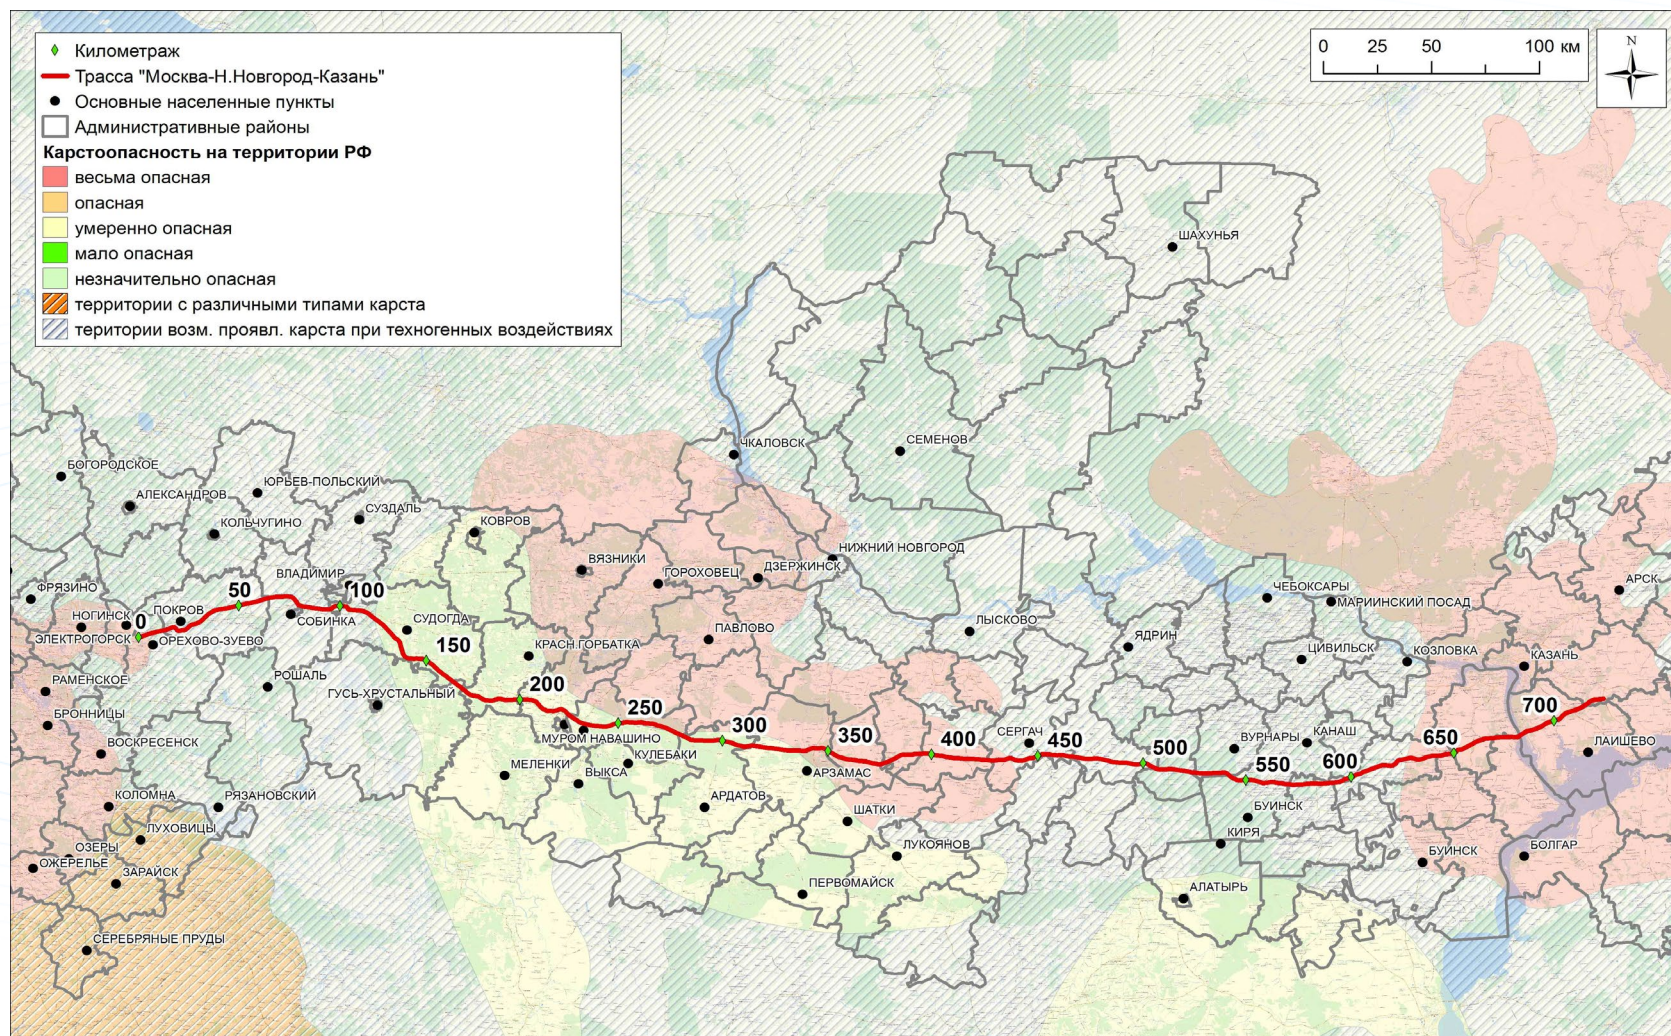 Километраж
Трасса "Москва-Н.Новгород-Казань"
Основные населенные пункты
Административные районы
Карстоопасность на территории РФ
весьма опасная
опасная
умеренно опасная
мало опасная
незначительно опасная
территории с различными типами карста
територии возм. проявл. карста при техногенных воздействиях
0 25 50 100 км
N
ШАХУНЬЯ
ЧКАЛОВСК
СЕМЕНОВ
БОГОРОДСКОЕ
ЮРЬЕВ-ПОЛЬСКИЙ
АЛЕКСАНДРОВ
СУЗДАЛЬ
КОЛЬЧУГИНО
КОВРОВ
НИЖНИЙ НОВГОРОД
ВЯЗНИКИ
ГОРОХОВЕЦ
ДЗЕРЖИНСК
ВЛАДИМИР
ФРЯЗИНО
ЧЕБОКСАРЫ
МАРИИНСКИЙ ПОСАД
АРСК
50
100
НОГИНСК
ПОКРОВ
0
СОБИНКА
СУДОГДА
ЭЛЕКТРОГОРСК
ОРЕХОВО-ЗУЕВО
ПАВЛОВО
ЛЫСКОВО
ЯДРИН
150
КРАСН.ГОРБАТКА
ЦИВИЛЬСК
КОЗЛОВКА
КАЗАНЬ
РАМЕНСКОЕ
РОШАЛЬ
ГУСЬ-ХРУСТАЛЬНЫЙ
200
250
700
БРОННИЦЫ
МУРОМ
НАВАШИНО
300
350
400
СЕРГАЧ
450
500
ВУРНАРЫ
КАНАШ
650
ЛАИШЕВО
ВОСКРЕСЕНСК
КУЛЕБАКИ
МЕЛЕНКИ
ВЫКСА
АРЗАМАС
550
600
КОЛОМНА
РЯЗАНОВСКИЙ
АРДАТОВ
ШАТКИ
БУИНСК
ЛУХОВИЦЫ
КИРЯ
ОЗЕРЫ
ОЖЕРЕЛЬЕ
ЛУКОЯНОВ
БУИНСК
БОЛГАР
ЗАРАЙСК
ПЕРВОМАЙСК
АЛАТЫРЬ
СЕРЕБРЯНЫЕ ПРУДЫ